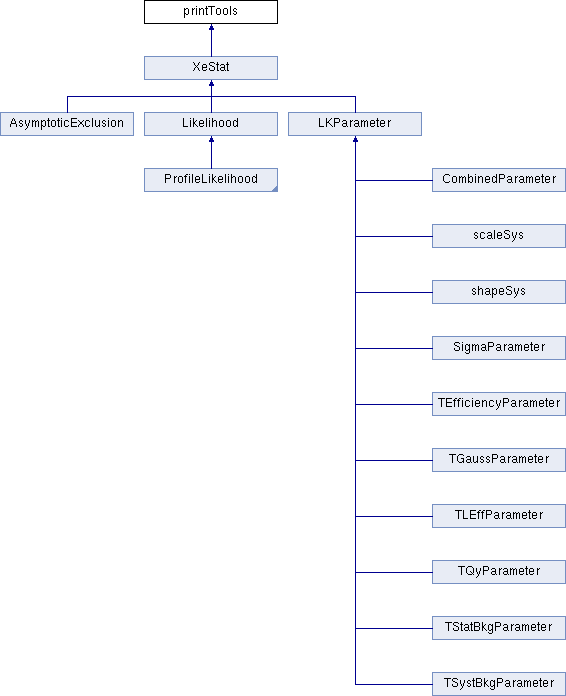 printTools
XeStat
AsymptoticExclusion
Likelihood
LKParameter
ProfileLikelihood
CombinedParameter
scaleSys
shapeSys
SigmaParameter
TEfficiencyParameter
TGaussParameter
TLEffParameter
TQyParameter
TStatBkgParameter
TSystBkgParameter